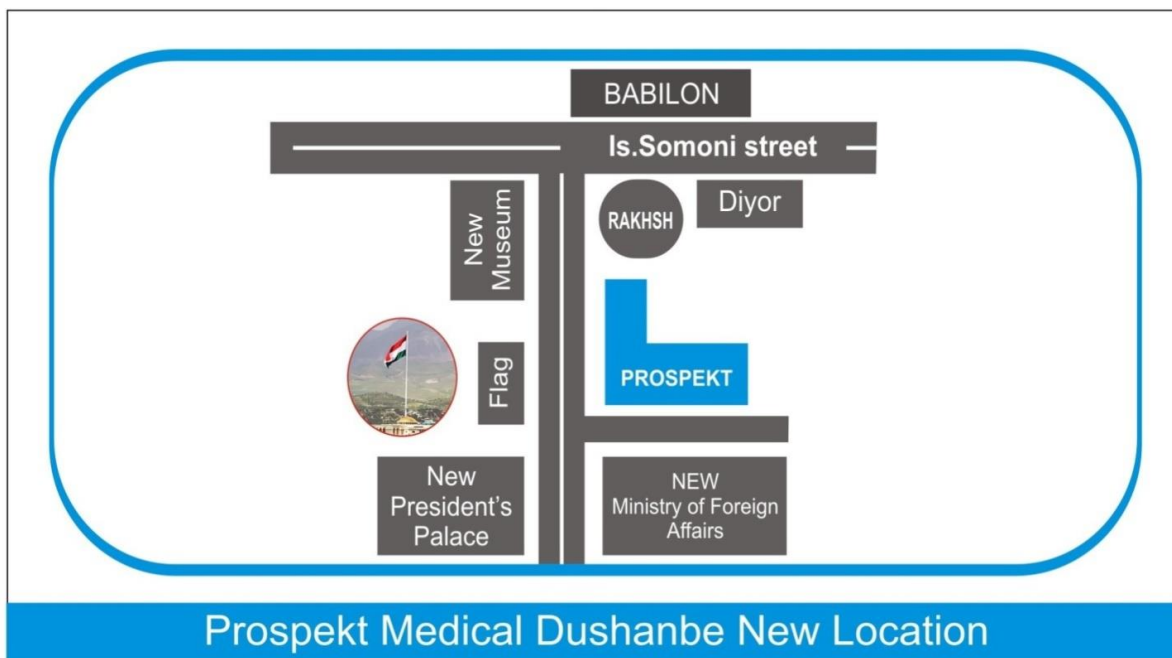 BABILON
Is.Somoni street
New
Museum
RAKHSH
Diyor
Flag
PROSPEKT
New
President's
Palace
NEW
Ministry of Foreign
Affairs
Prospekt Medical Dushanbe New Location